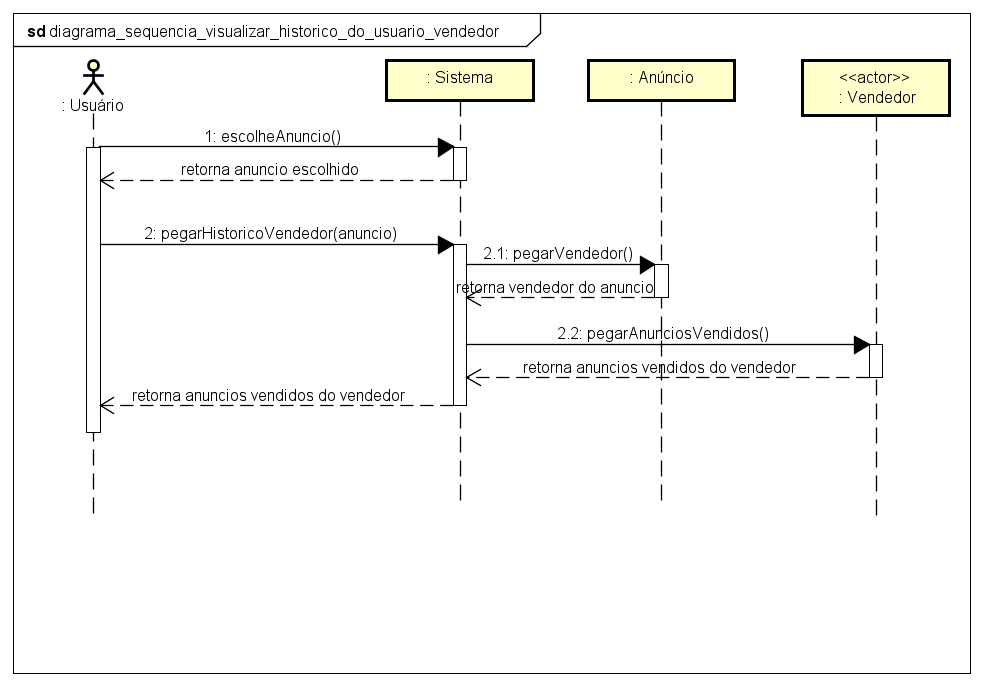 sd diagrama_sequencia_visualizar_historico_do_usuario_vendedor
: Usuário
: Sistema
: Anúncio
<<actor>>
: Vendedor
1: escolheAnuncio()
retorna anuncio escolhido
2: pegarHistoricoVendedor(anuncio)
2.1: pegarVendedor()
retorna vendedor do anuncio
2.2: pegarAnunciosVendidos()
retorna anuncios vendidos do vendedor
retorna anuncios vendidos do vendedor